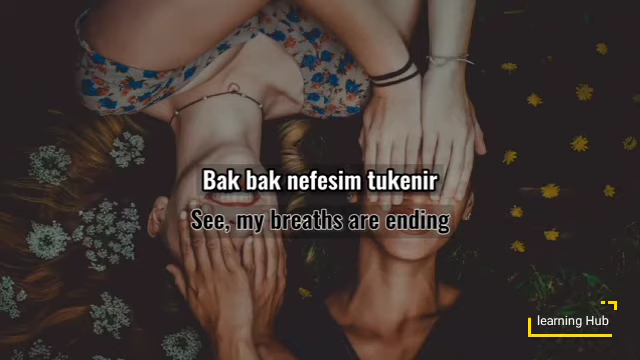 Bak bak nefesim tukenir
See, my breaths are ending
learning Hub